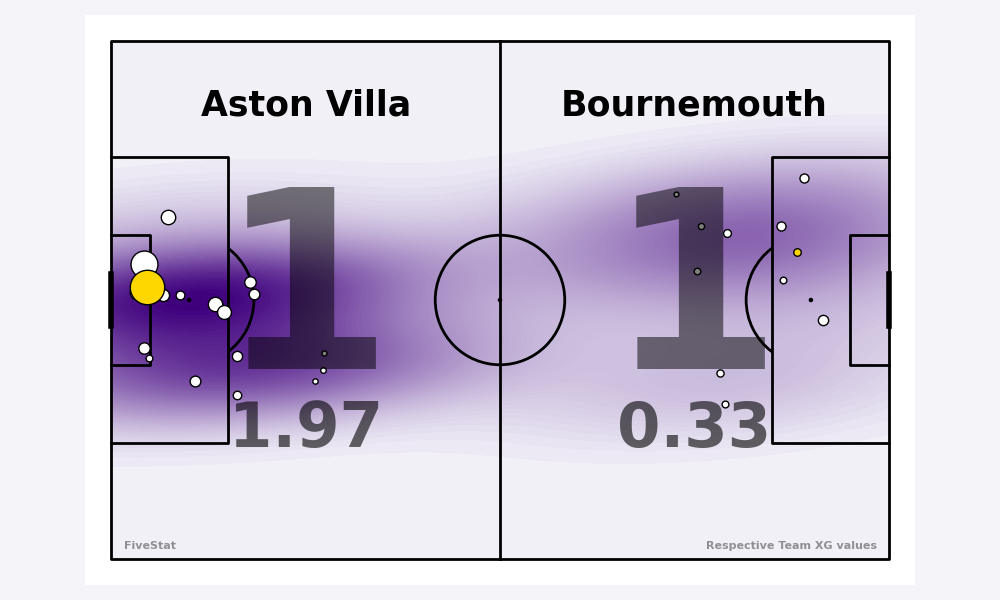 Aston Villa
Bournemouth
1
1
1.97
0.33
FiveStat
Respective Team XG values